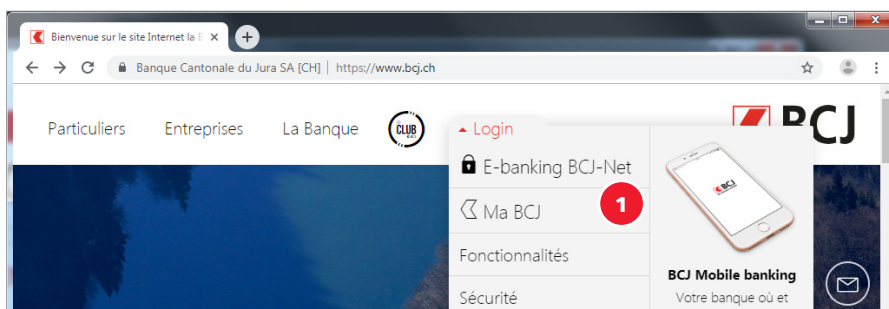 Bienvenue sur le site Internet la B
Banque Cantonale du Jura SA [CH] | https://www.bcj.ch
Particuliers Entreprises La Banque CLUB Login BCJ
E-banking BCJ-Net
Ma BCJ
1
Fonctionnalités
Sécurité
BCJ
BCJ Mobile banking
Votre banque où et